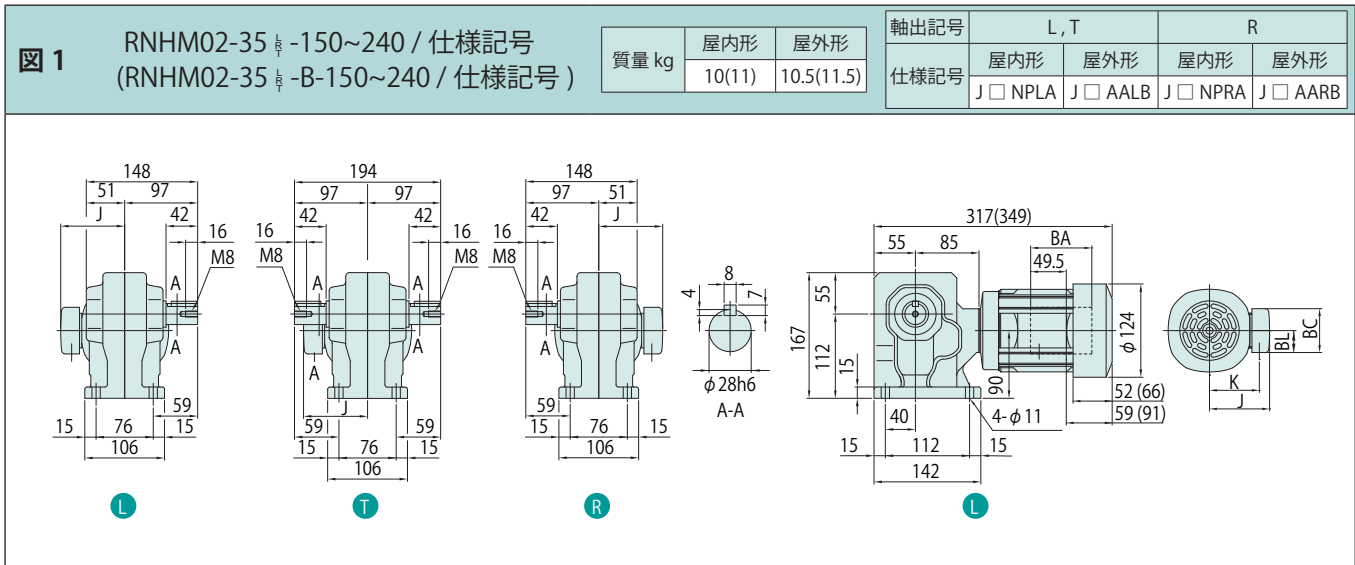 図 1
RNHM02-35 L R T -150~240 / 仕様記号
(RNHM02-35 L R T -B-150~240 / 仕様記号 )
質量 kg
屋内形 屋外形
10(11) 10.5(11.5)
軸出記号 L , T R
仕様記号 屋内形 屋外形 屋内形 屋外形
J □ NPLA J □ AALB J □ NPRA J □ AARB
148
51 97
J 42
16
M8
A
A
59
15 76 15
106
L
194
97 97
42 42
16 16
M8 M8
A A
A
A
J
59 59
15 76 15
106
T
148
97 51
42 J
16
M8
A
A
59
15 76 15
106
R
8
4 7
φ 28h6
A-A
317(349)
55 85 BA
49.5
167
55
112
15
90
φ 124
52 (66)
59 (91)
40 4-φ 11
15 112 15
142
L
BL BC
K
J